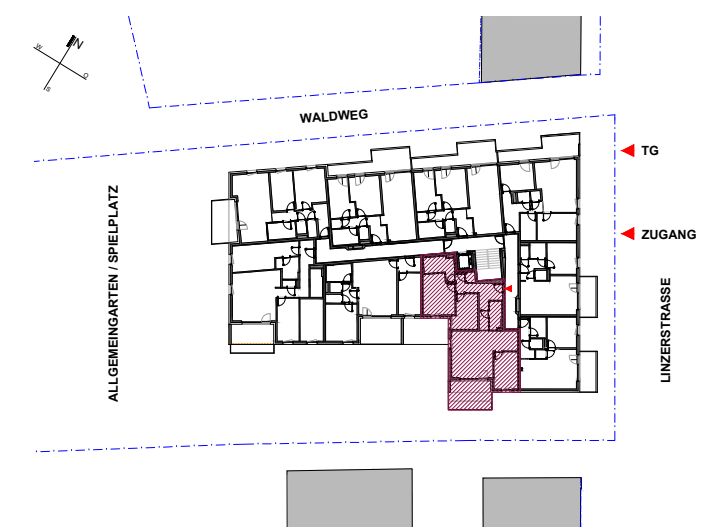 N
W
O
S
WALDWEG
TG
ZUGANG
ALLGEMEINGARTEN / SPIELPLATZ
LINZERSTRASSE